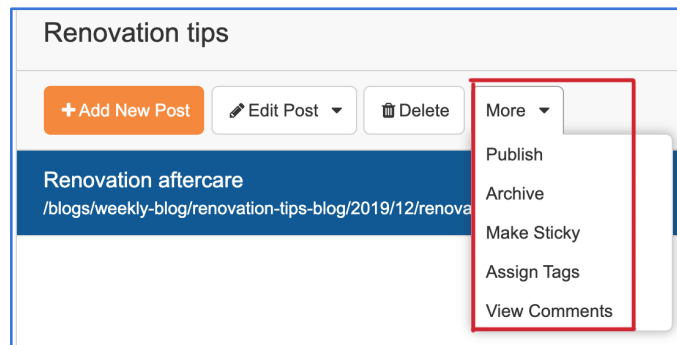 Renovation tips
+ Add New Post Edit Post Delete More
Publish
Renovation aftercare
Archive
/blogs/weekly-blog/renovation-tips-blog/2019/12/renova
Make Sticky
Assign Tags
View Comments